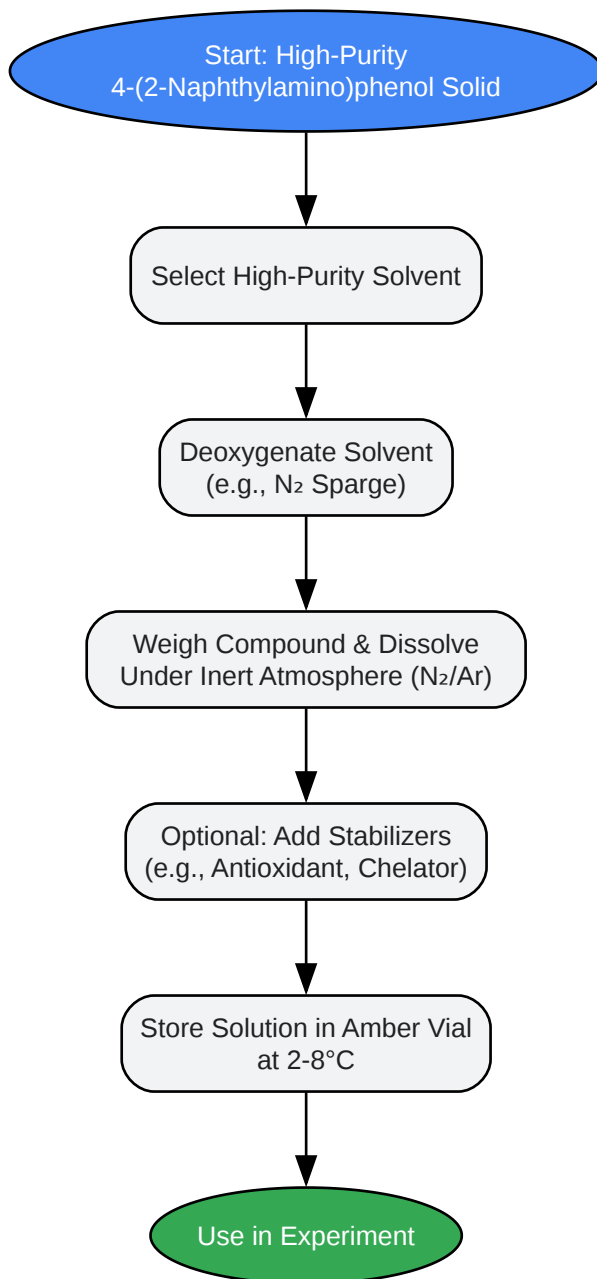 Start: High-Purity
4-(2-Naphthylamino)phenol Solid
Select High-Purity Solvent
Deoxygenate Solvent
(e.g., N₂ Sparge)
Weigh Compound & Dissolve
Under Inert Atmosphere (N₂/Ar)
Optional: Add Stabilizers
(e.g., Antioxidant, Chelator)
Store Solution in Amber Vial
at 2-8°C
Use in Experiment